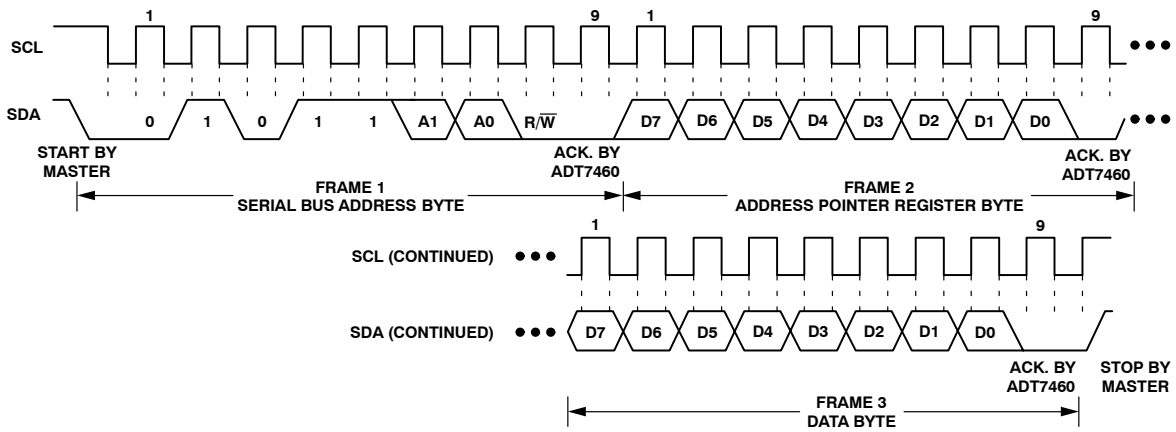 1 9 1 9
SCL
SDA 0 1 0 1 1 A1 A0 R/W̅ D7 D6 D5 D4 D3 D2 D1 D0
START BY
MASTER
ACK. BY
ADT7460
ACK. BY
ADT7460
FRAME 1
SERIAL BUS ADDRESS BYTE
FRAME 2
ADDRESS POINTER REGISTER BYTE
1 9
SCL (CONTINUED)
SDA (CONTINUED) D7 D6 D5 D4 D3 D2 D1 D0
ACK. BY
ADT7460
STOP BY
MASTER
FRAME 3
DATA BYTE